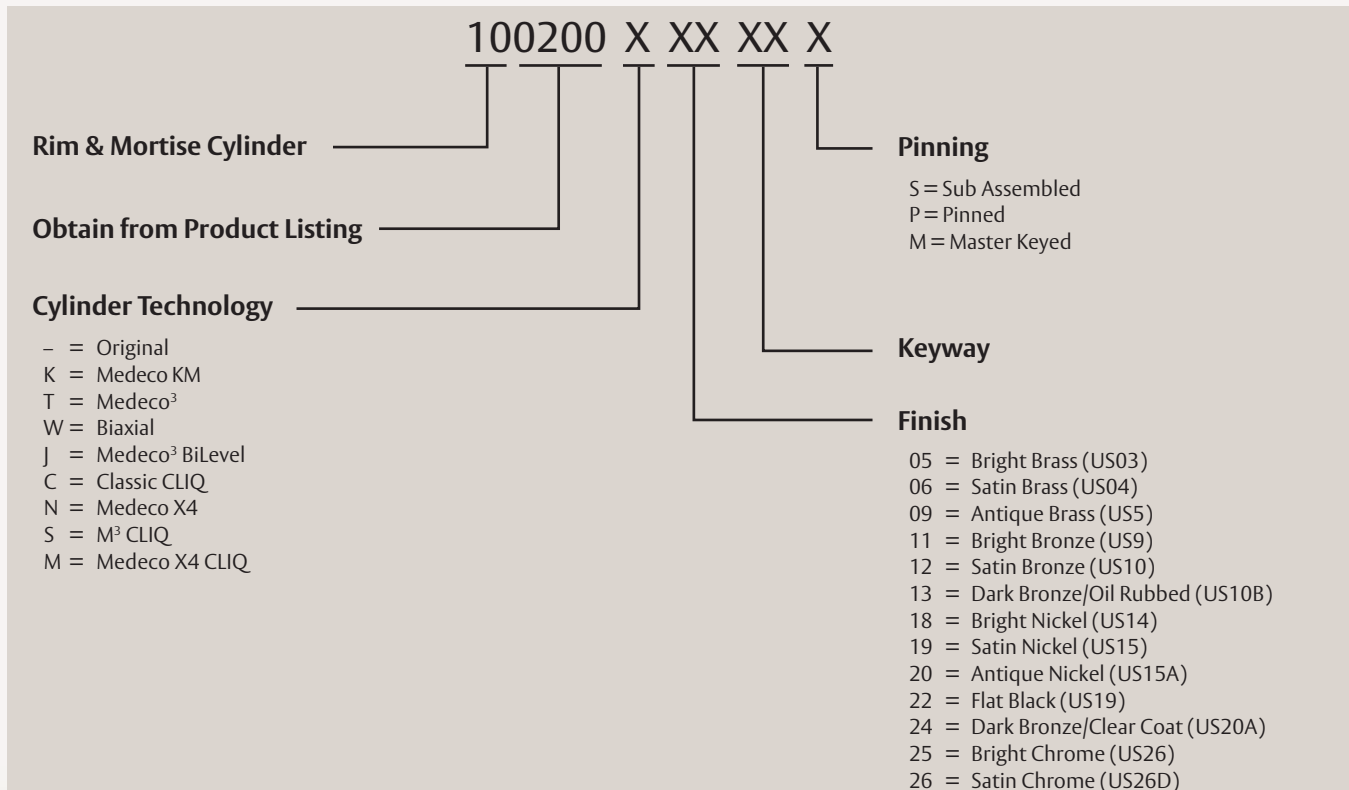 100200 X XX XX X
Rim & Mortise Cylinder
Obtain from Product Listing
Cylinder Technology
– = Original
K = Medeco KM
T = Medeco³
W = Biaxial
J = Medeco³ BiLevel
C = Classic CLIQ
N = Medeco X4
S = M³ CLIQ
M = Medeco X4 CLIQ
Pinning
S = Sub Assembled
P = Pinned
M = Master Keyed
Keyway
Finish
05 = Bright Brass (US03)
06 = Satin Brass (US04)
09 = Antique Brass (US5)
11 = Bright Bronze (US9)
12 = Satin Bronze (US10)
13 = Dark Bronze/Oil Rubbed (US10B)
18 = Bright Nickel (US14)
19 = Satin Nickel (US15)
20 = Antique Nickel (US15A)
22 = Flat Black (US19)
24 = Dark Bronze/Clear Coat (US20A)
25 = Bright Chrome (US26)
26 = Satin Chrome (US26D)